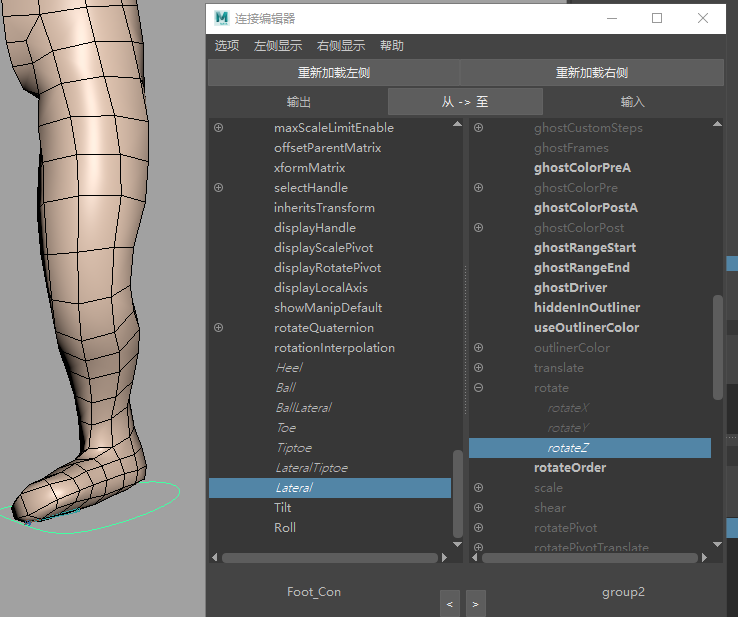 连接编辑器
选项 左侧显示 右侧显示 帮助
重新加载左侧 重新加载右侧
输出 从 -> 至 输入
maxScaleLimitEnable
offsetParentMatrix
xformMatrix
selectHandle
inheritsTransform
displayHandle
displayScalePivot
displayRotatePivot
displayLocalAxis
showManipDefault
rotateQuaternion
rotationInterpolation
Heel
Ball
BallLateral
Toe
Tiptoe
LateralTiptoe
Lateral
Tilt
Roll
ghostCustomSteps
ghostFrames
ghostColorPreA
ghostColorPre
ghostColorPostA
ghostColorPost
ghostRangeStart
ghostRangeEnd
ghostDriver
hiddenInOutliner
useOutlinerColor
outlinerColor
translate
rotate
rotateX
rotateY
rotateZ
rotateOrder
scale
shear
rotatePivot
rotatePivotTranslate
Foot_Con group2
< >